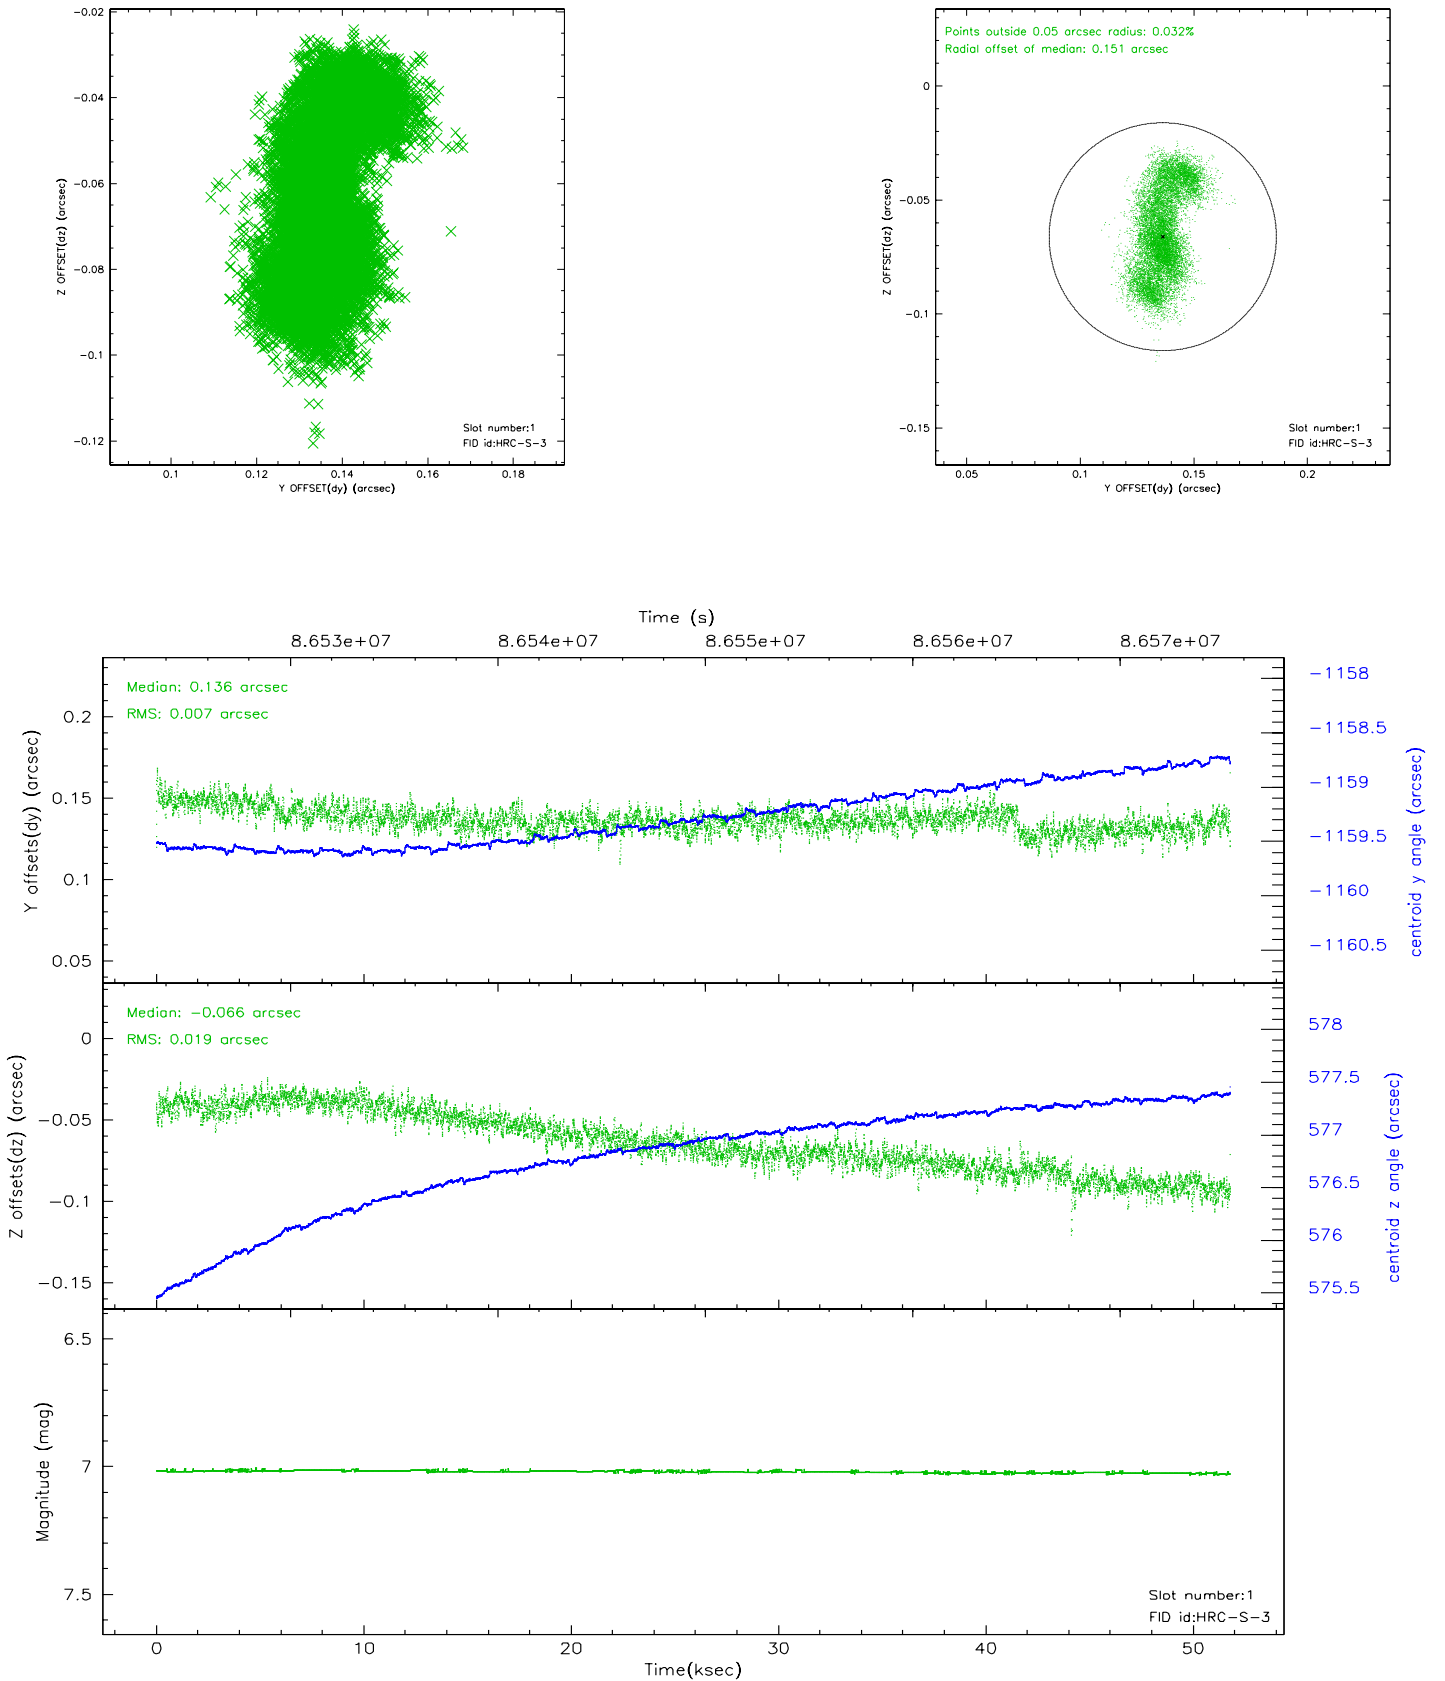 −0.02
−0.04
−0.06
−0.08
−0.1
−0.12
Z OFFSET(dz) (arcsec)
0.1 0.12 0.14 0.16 0.18
Y OFFSET(dy) (arcsec)
Slot number:1
FID id:HRC−S−3
Points outside 0.05 arcsec radius: 0.032%
Radial offset of median: 0.151 arcsec
0
−0.05
−0.1
−0.15
Z OFFSET(dz) (arcsec)
0.05 0.1 0.15 0.2
Y OFFSET(dy) (arcsec)
Slot number:1
FID id:HRC−S−3
Time (s)
8.653e+07 8.654e+07 8.655e+07 8.656e+07 8.657e+07
Median: 0.136 arcsec
RMS: 0.007 arcsec
0.2
0.15
0.1
0.05
Y offsets(dy) (arcsec)
−1158
−1158.5
−1159
−1159.5
−1160
−1160.5
centroid y angle (arcsec)
Median: −0.066 arcsec
RMS: 0.019 arcsec
0
−0.05
−0.1
−0.15
Z offsets(dz) (arcsec)
578
577.5
577
576.5
576
575.5
centroid z angle (arcsec)
6.5
7
7.5
Magnitude (mag)
Slot number:1
FID id:HRC−S−3
0 10 20 30 40 50
Time(ksec)